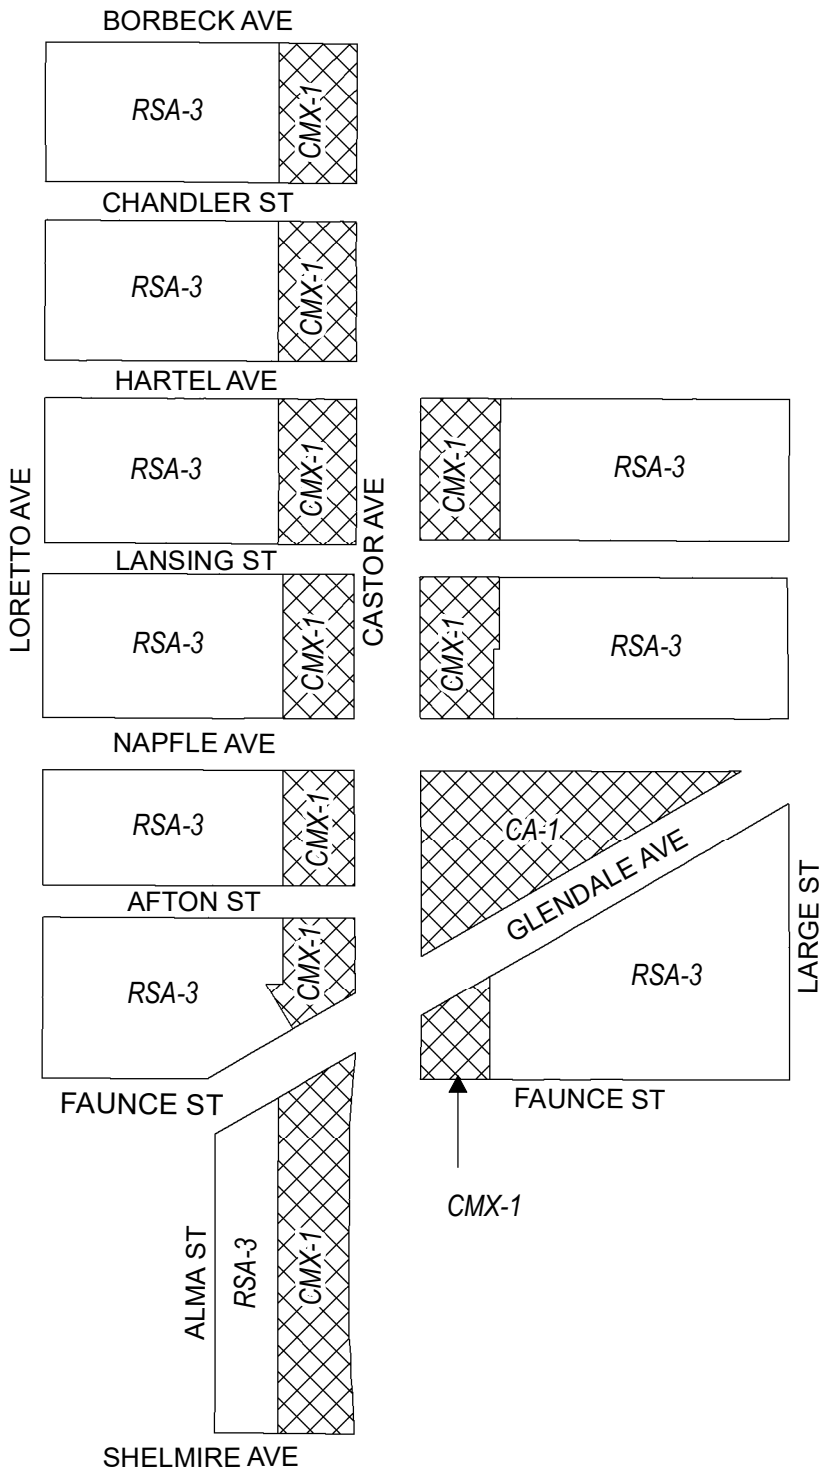 BORBECK AVE
RSA-3
CMX-1
CHANDLER ST
RSA-3
CMX-1
HARTEL AVE
RSA-3
CMX-1
CMX-1
RSA-3
LORETTO AVE
CASTOR AVE
LANSING ST
RSA-3
CMX-1
CMX-1
RSA-3
NAPFLE AVE
RSA-3
CMX-1
CA-1
GLENDALE AVE
LARGE ST
AFTON ST
RSA-3
CMX-1
RSA-3
FAUNCE ST
FAUNCE ST
CMX-1
ALMA ST
RSA-3
CMX-1
SHELMIRE AVE